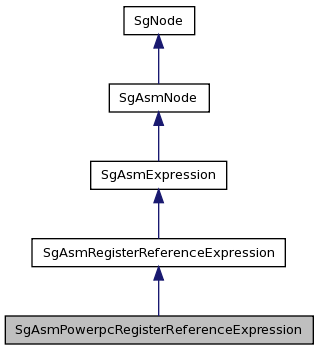 SgNode
SgAsmNode
SgAsmExpression
SgAsmRegisterReferenceExpression
SgAsmPowerpcRegisterReferenceExpression